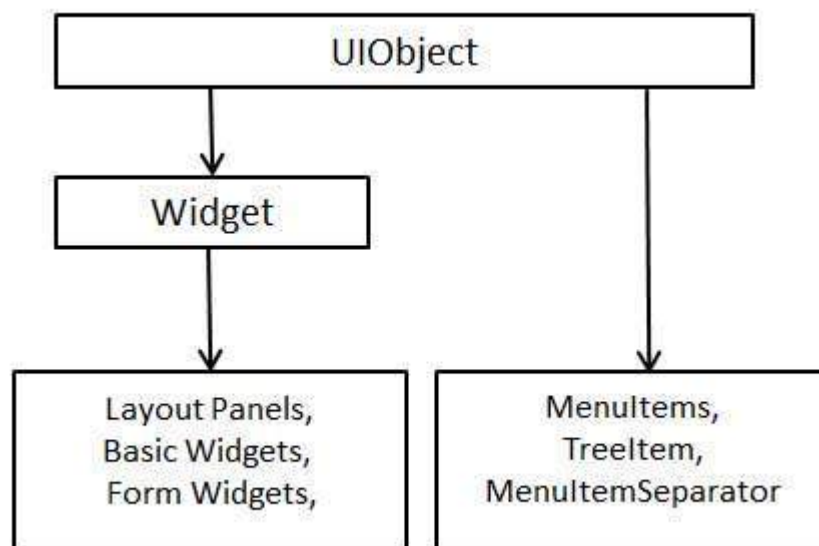 UIObject
Widget
Layout Panels,
Basic Widgets,
Form Widgets,
MenuItems,
TreeItem,
MenuItemSeparator